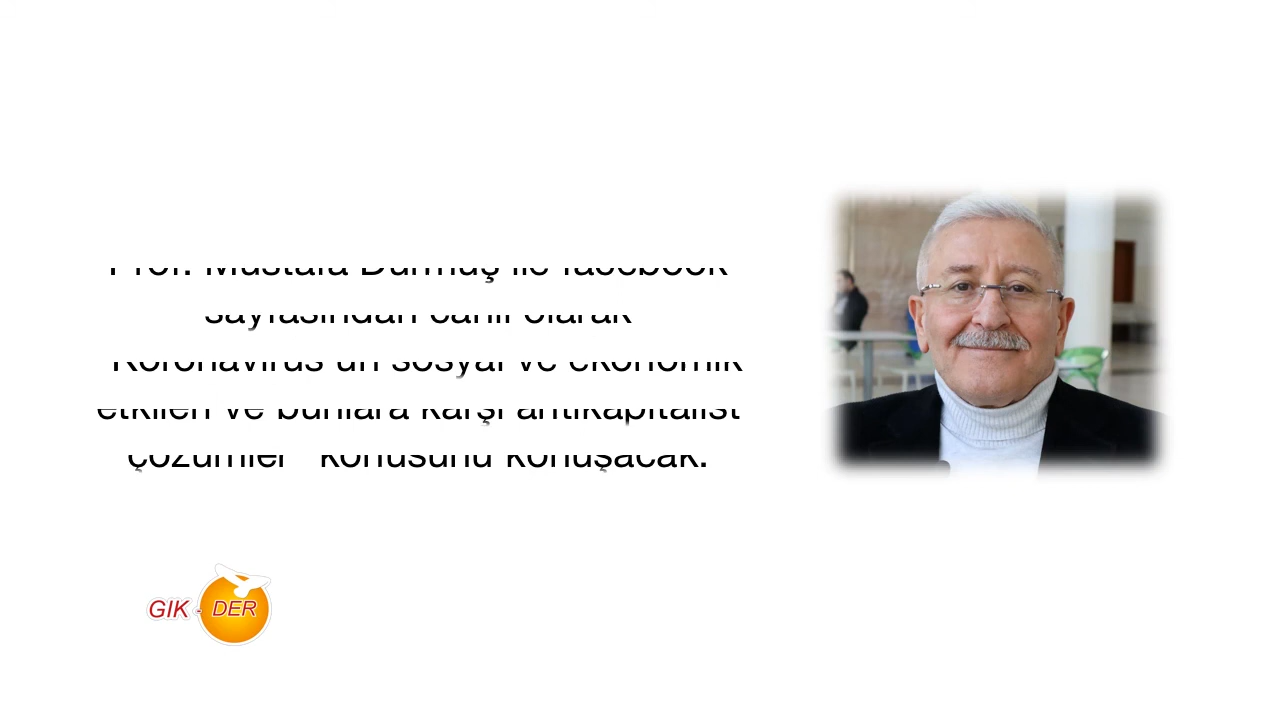 Prof. Mustafa Durmuş ile facebook
sayfasından canlı olarak
Koronavirüs'ün sosyal ve ekonomik
etkileri ve bunlara karşı antikapitalist
çözümler" konusunu konuşacak.
GIK - DER